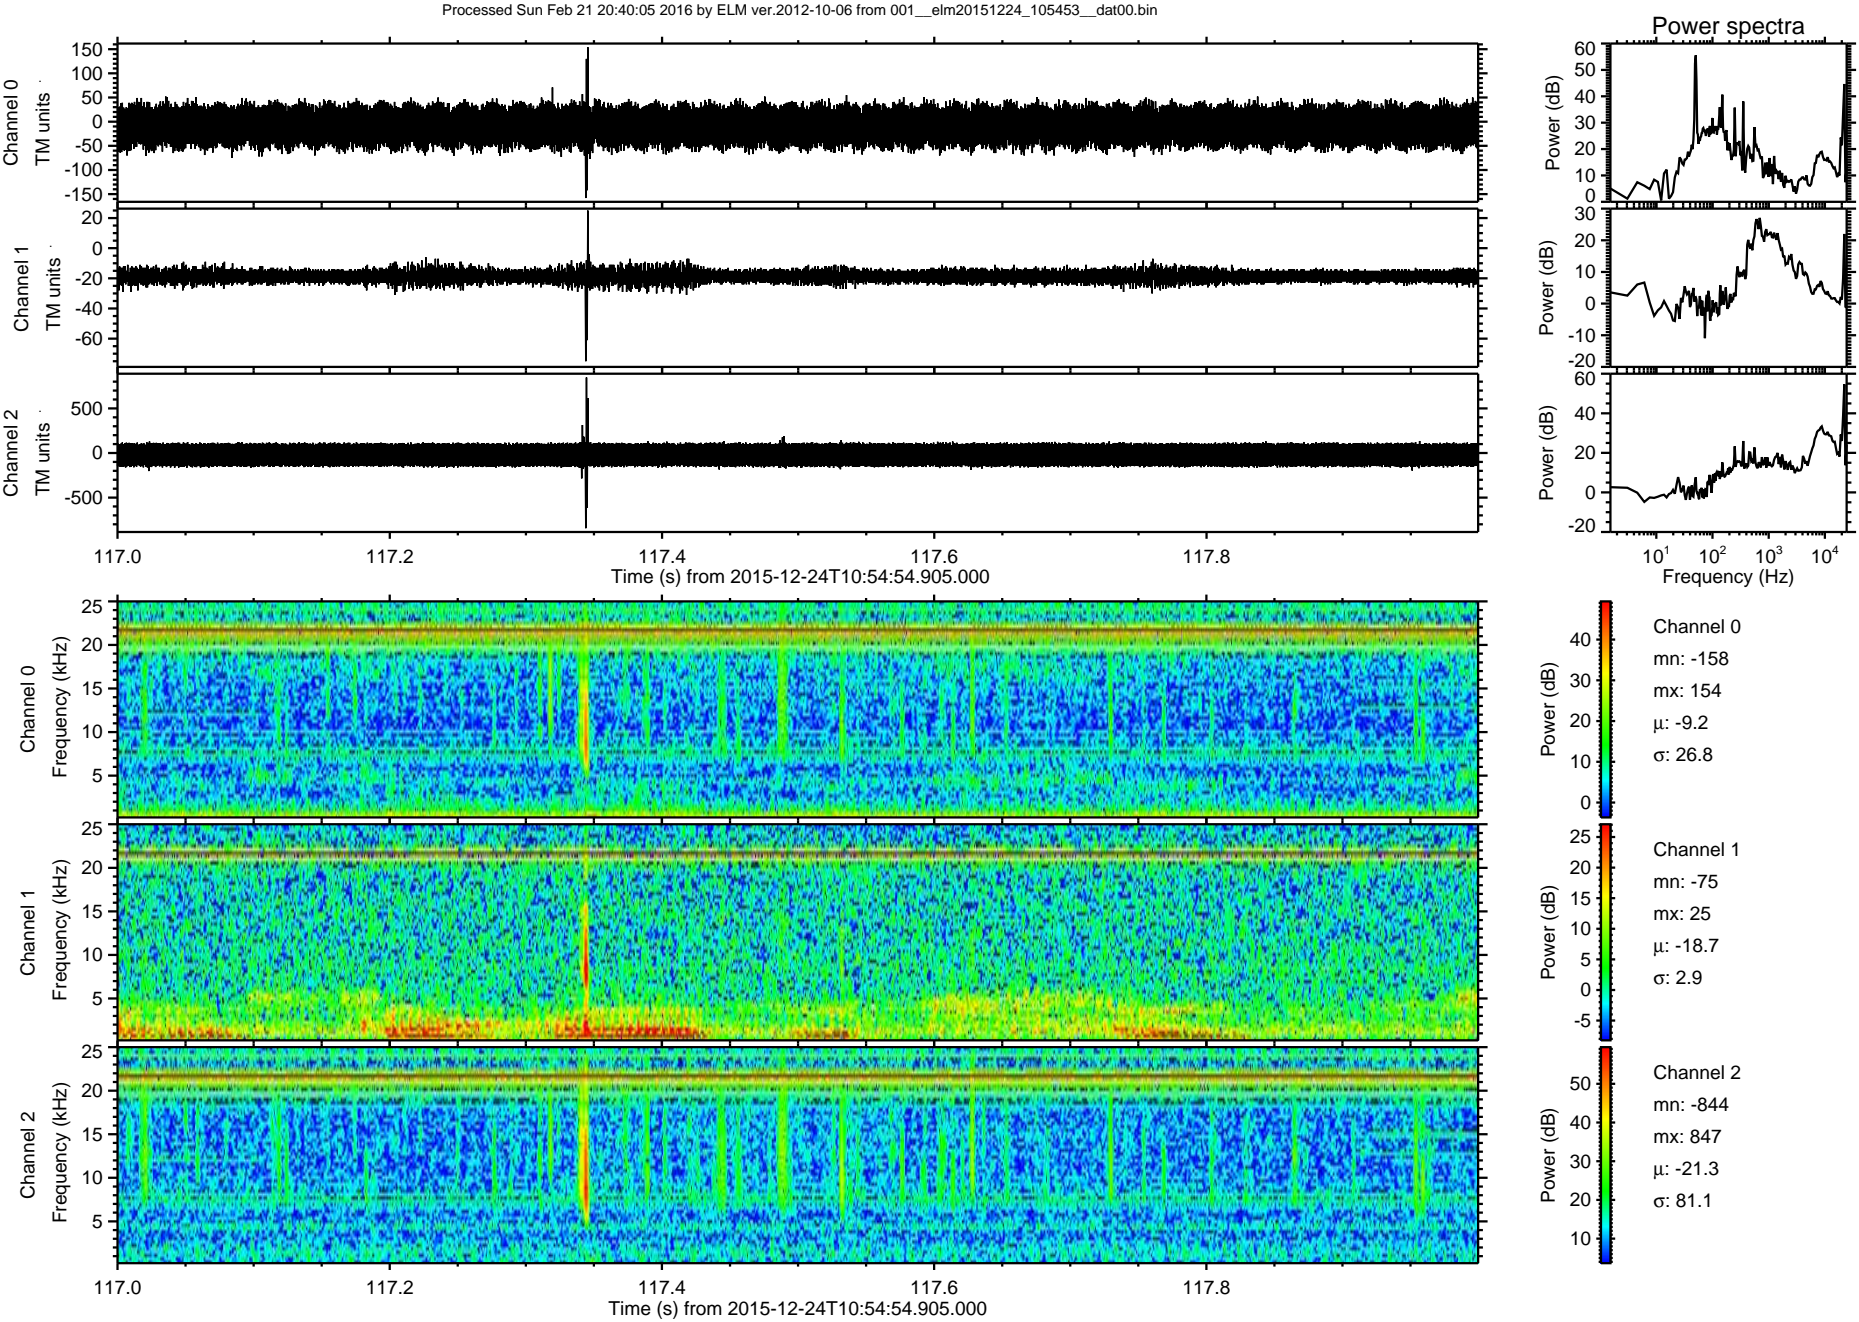 Processed Sun Feb 21 20:40:05 2016 by ELM ver.2012-10-06 from 001__elm20151224_105453__dat00.bin
Power spectra
Channel 0
TM units
150
100
50
0
-50
-100
-150
Power (dB)
60
50
40
30
20
10
0
Channel 1
TM units
20
0
-20
-40
-60
Power (dB)
30
20
10
0
-10
-20
Channel 2
TM units
500
0
-500
Power (dB)
60
40
20
0
-20
117.0 117.2 117.4 117.6 117.8
Time (s) from 2015-12-24T10:54:54.905.000
10¹ 10² 10³ 10⁴
Frequency (Hz)
Channel 0
Frequency (kHz)
25
20
15
10
5
Power (dB)
40
30
20
10
0
Channel 0
mn: -158
mx: 154
μ: -9.2
σ: 26.8
Channel 1
Frequency (kHz)
25
20
15
10
5
Power (dB)
25
20
15
10
5
0
-5
Channel 1
mn: -75
mx: 25
μ: -18.7
σ: 2.9
Channel 2
Frequency (kHz)
25
20
15
10
5
Power (dB)
50
40
30
20
10
Channel 2
mn: -844
mx: 847
μ: -21.3
σ: 81.1
117.0 117.2 117.4 117.6 117.8
Time (s) from 2015-12-24T10:54:54.905.000